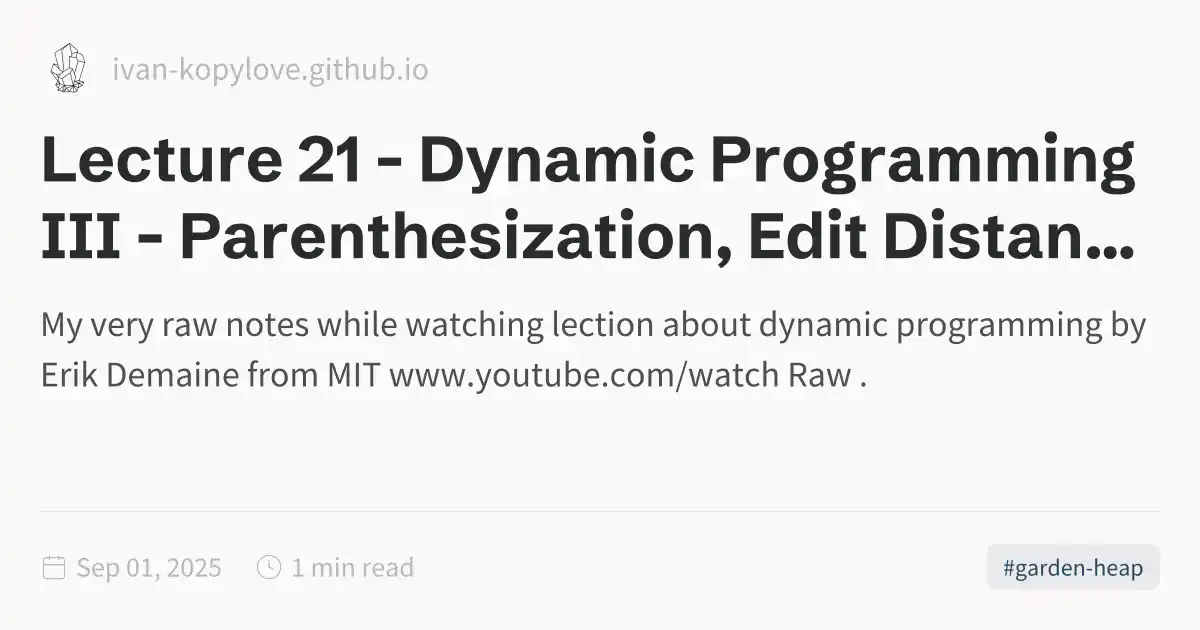 ivan-kopylove.github.io
Lecture 21 - Dynamic Programming
III - Parenthesization, Edit Distan...
My very raw notes while watching lection about dynamic programming by
Erik Demaine from MIT www.youtube.com/watch Raw .
Sep 01, 2025 1 min read #garden-heap